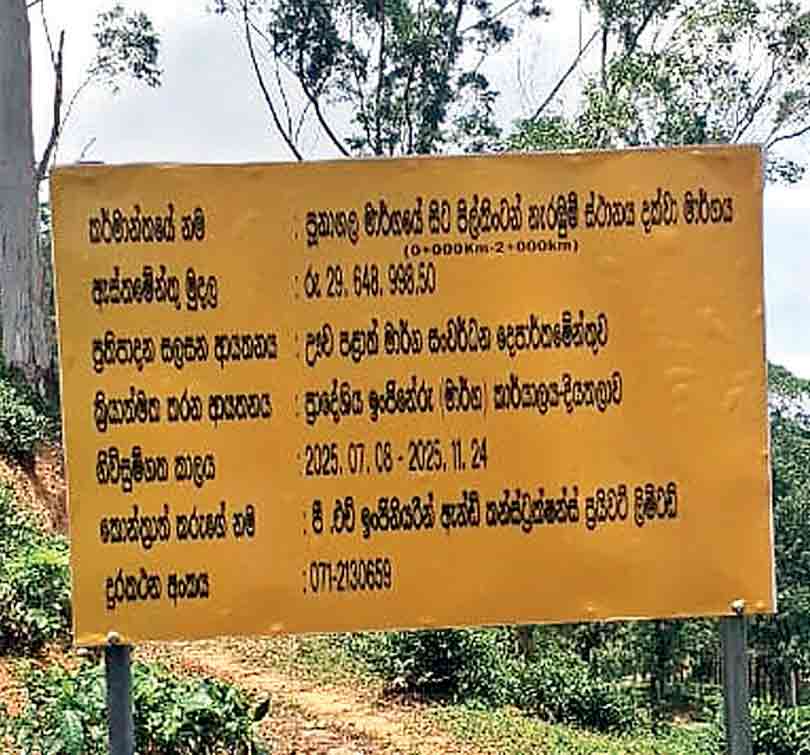 කර්මාන්තයේ නම : පූනාගල මාර්ගයේ සිට පිල්කිංටන් නැරඹුම් ස්ථානය දක්වා මාර්ගය
(0+000Km-2+000km)
ඇස්තමේන්තු මුදල : රු 29. 648. 998.50
ප්‍රතිපාදන සලසන ආයතනය : ඌව පළාත් මාර්ග සංවර්ධන දෙපාර්තමේන්තුව
ක්‍රියාත්මක කරන ආයතනය : ප්‍රාදේශිය ඉංජිනේරු (මාර්ග) කාර්යාලය-දියතලාව
ගිවිසුම්ගත කාලය : 2025. 07. 08 - 2025. 11. 24
කොන්ත්‍රාත් කරුගේ නම : පී .එච් ඉංජිනියරින් ඇන්ඩ් කන්ස්ට්‍රක්ෂන්ස් ප්‍රයිවට් ලිමිටඩ්
දුරකථන අංකය : 071-2130659